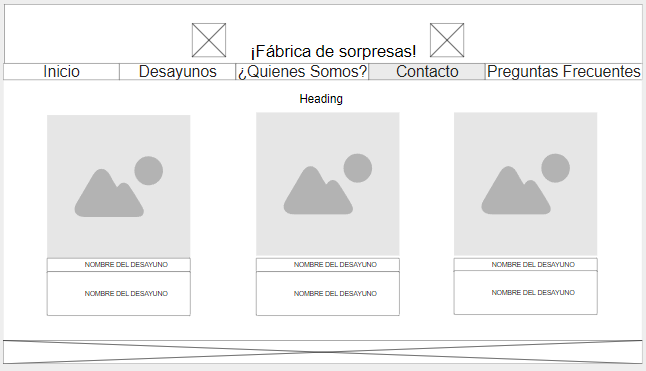 ¡Fábrica de sorpresas!
Inicio Desayunos ¿Quienes Somos? Contacto Preguntas Frecuentes
Heading
NOMBRE DEL DESAYUNO NOMBRE DEL DESAYUNO NOMBRE DEL DESAYUNO
NOMBRE DEL DESAYUNO NOMBRE DEL DESAYUNO NOMBRE DEL DESAYUNO